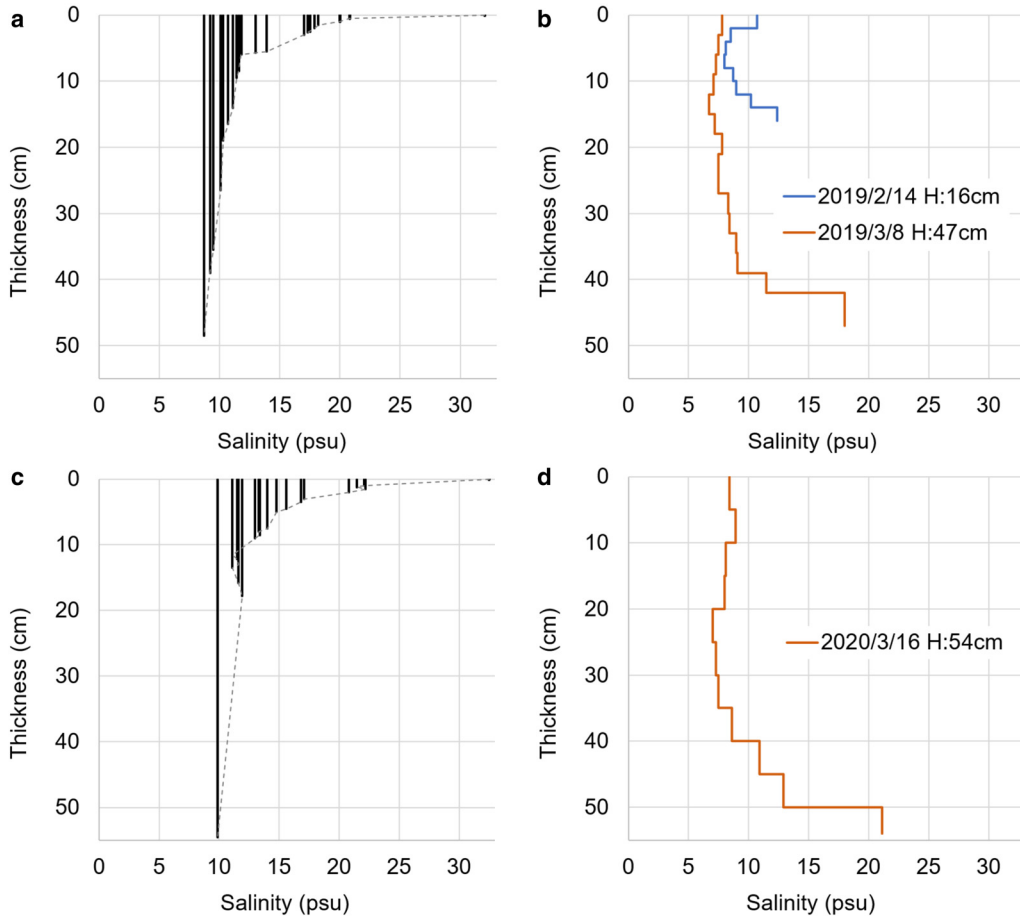 a
0
10
20
30
40
50
Thickness (cm)
0 5 10 15 20 25 30
Salinity (psu)
b
0
10
20
30
40
50
Thickness (cm)
2019/2/14 H:16cm
2019/3/8 H:47cm
0 5 10 15 20 25 30
Salinity (psu)
c
0
10
20
30
40
50
Thickness (cm)
0 5 10 15 20 25 30
Salinity (psu)
d
0
10
20
30
40
50
Thickness (cm)
2020/3/16 H:54cm
0 5 10 15 20 25 30
Salinity (psu)